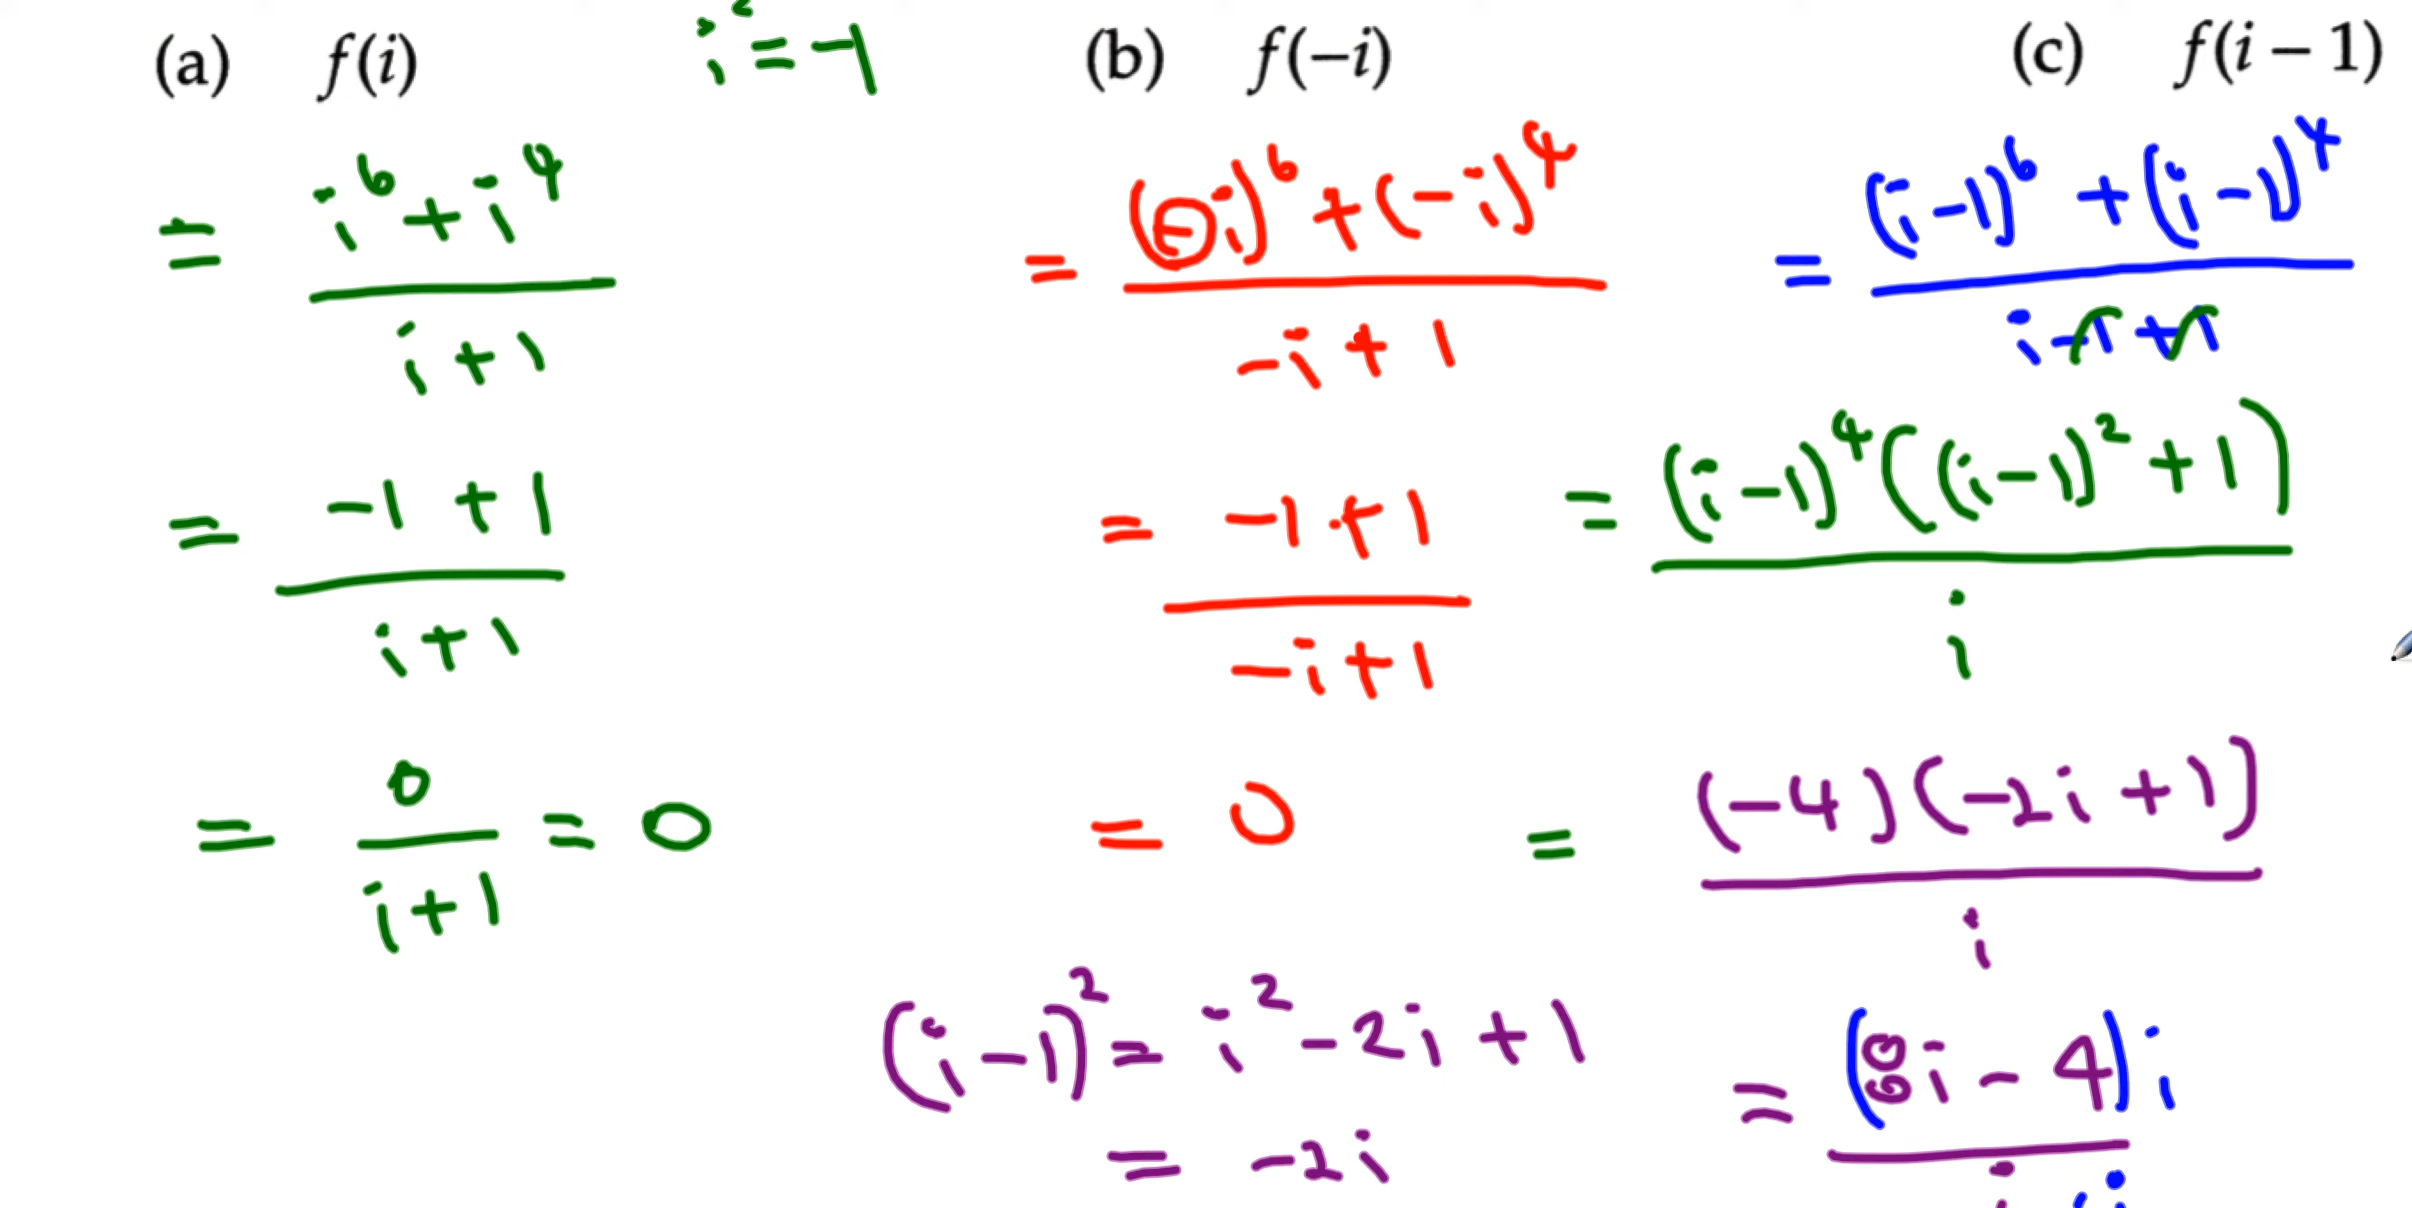 (a) f(i)
i² = -1
= (i⁶ + i⁴)/(i + 1)
= (-1 + 1)/(i + 1)
= 0/(i + 1) = 0
(b) f(−i)
= ((-i)⁶ + (-i)⁴)/(-i + 1)
= (-1 + 1)/(-i + 1)
= 0
(i - 1)² = i² - 2i + 1
= -2i
(c) f(i − 1)
= ((i - 1)⁶ + (i - 1)⁴)/(i - 1 + 1)
= ((i - 1)⁴((i - 1)² + 1))/i
= ((-4)(-2i + 1))/i
= ((8i - 4)i)/(i i)